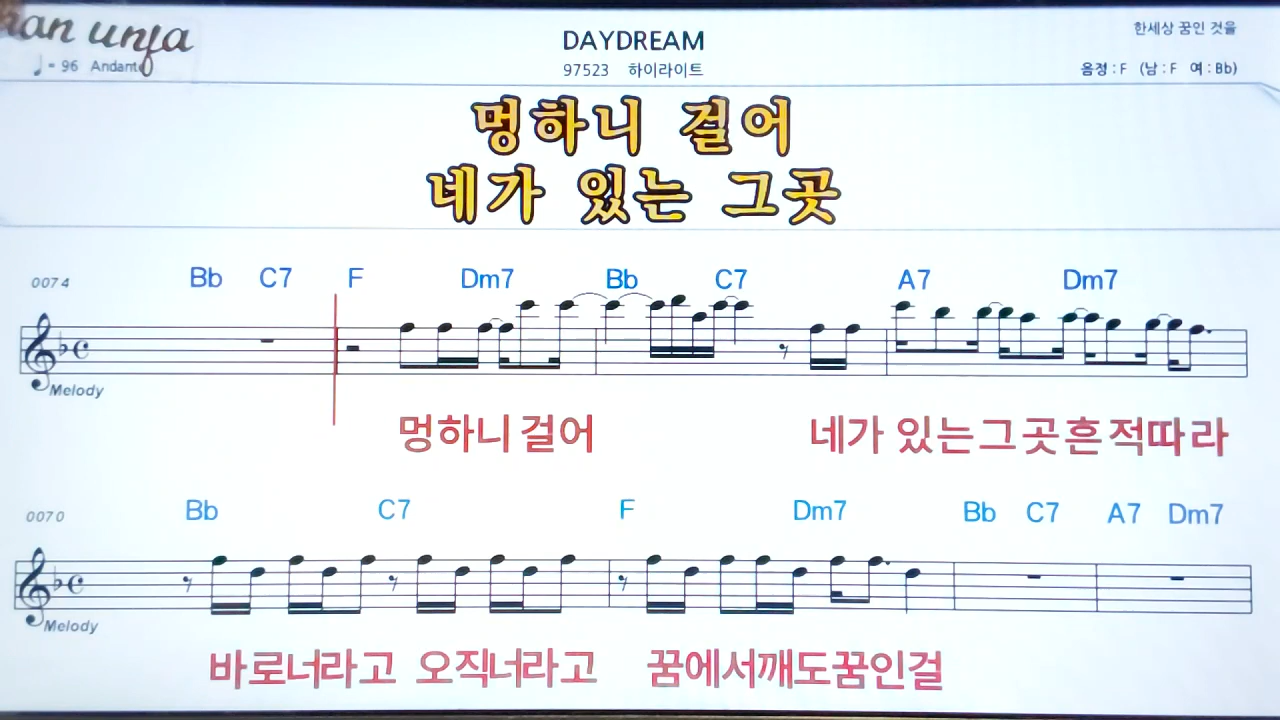 unja
DAYDREAM
한세상 꿈인 것을
♩= 96 Andante
97523 하이라이트
음정 : F (남 : F 여 : Bb)
멍하니 걸어
네가 있는 그곳
0074 Bb C7 F Dm7 Bb C7 A7 Dm7
Melody
멍하니 걸어 네가 있는그곳흔적따라
0070 Bb C7 F Dm7 Bb C7 A7 Dm7
Melody
바로너라고 오직너라고 꿈에서깨도꿈인걸